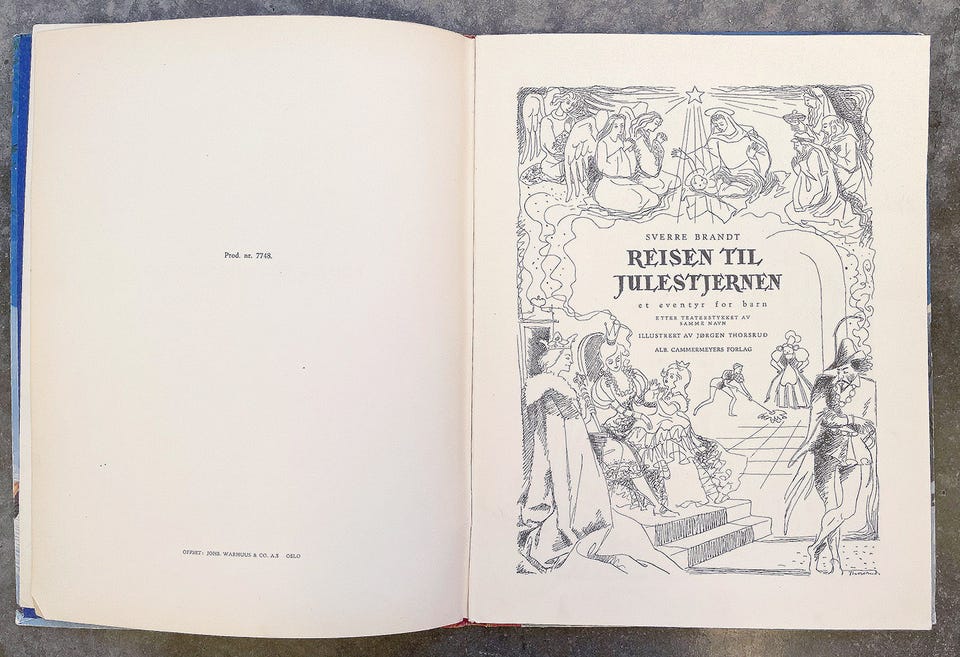 Prod. nr. 7748.
OFFSET: JOHS. WARHUUS & CO. A.S OSLO
SVERRE BRANDT
REISEN TIL
JULESTJERNEN
et eventyr for barn
ETTER TEATERSTYKKET AV
SAMME NAVN
ILLUSTRERT AV JØRGEN THORSRUD
ALB. CAMMERMEYERS FORLAG